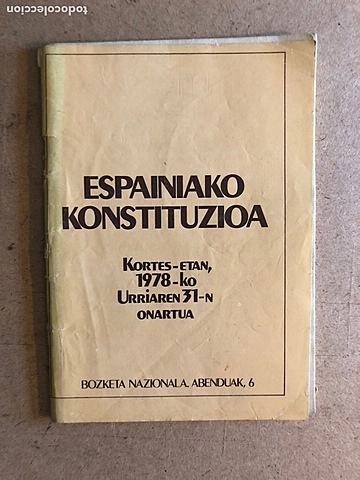 ESPAINIAKO
KONSTITUZIOA
KORTES-ETAN,
1978-KO
URRIAREN 31-N
ONARTUA
BOZKETA NAZIONALA. ABENDUAK, 6
todocoleccion